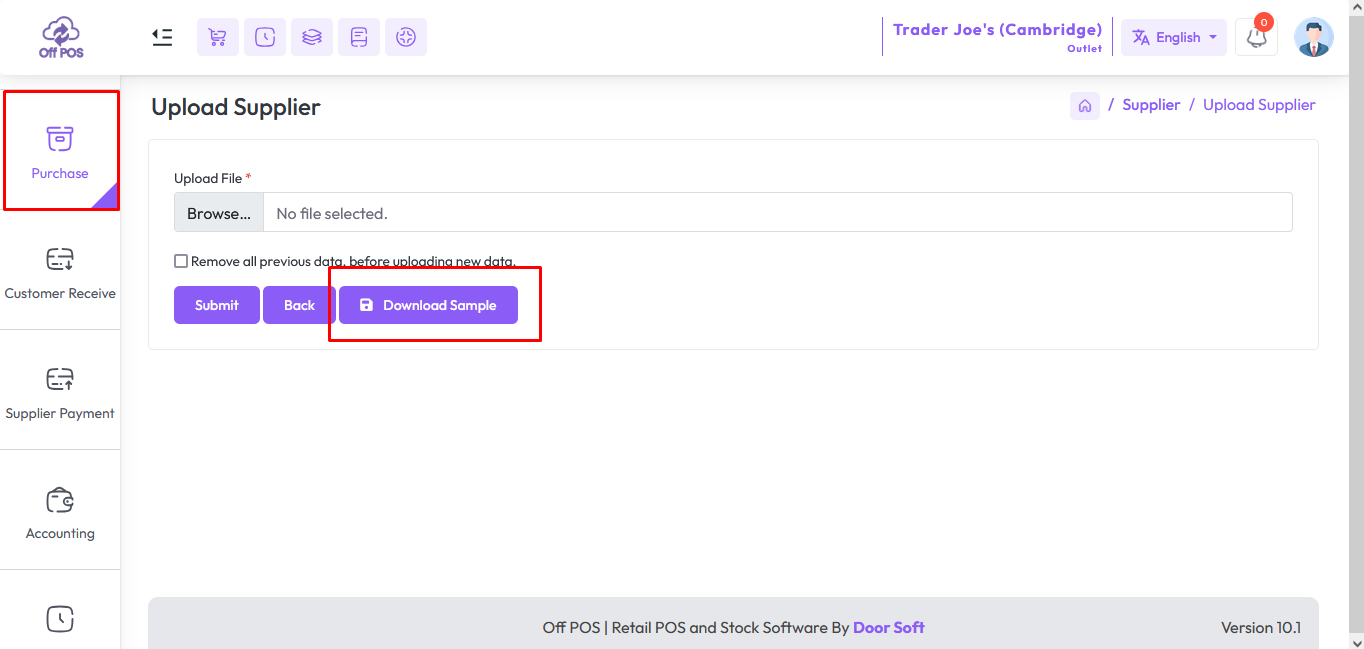 Off POS
Trader Joe's (Cambridge)
Outlet
English
0
Purchase
Customer Receive
Supplier Payment
Accounting
Upload Supplier
/ Supplier / Upload Supplier
Upload File *
Browse... No file selected.
Remove all previous data, before uploading new data.
Submit Back Download Sample
Off POS | Retail POS and Stock Software By Door Soft
Version 10.1